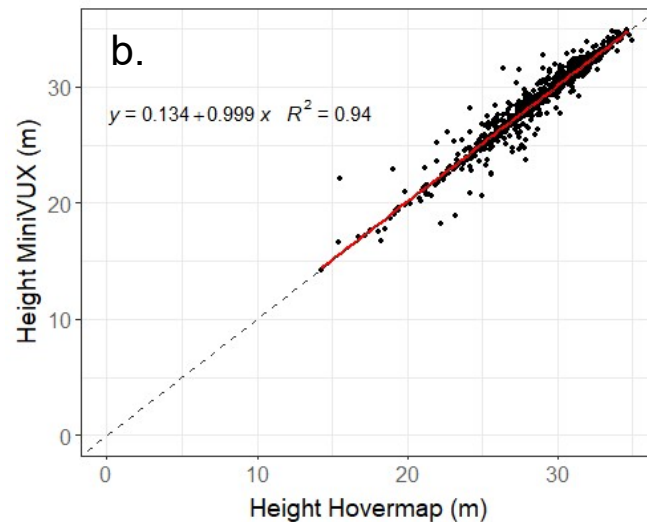 b.
y = 0.134 + 0.999 x R² = 0.94
Height MiniVUX (m)
30
20
10
0
0 10 20 30
Height Hovermap (m)